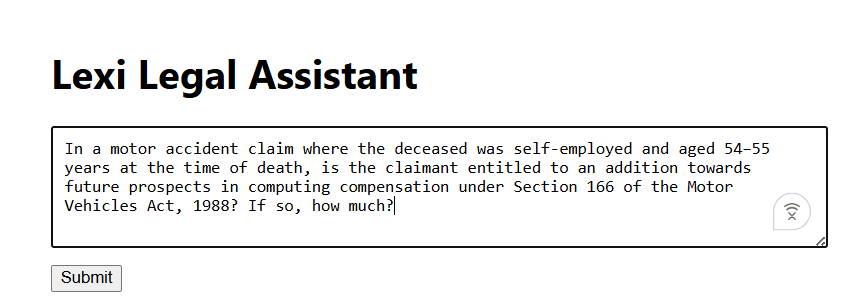 Lexi Legal Assistant
In a motor accident claim where the deceased was self-employed and aged 54–55
years at the time of death, is the claimant entitled to an addition towards
future prospects in computing compensation under Section 166 of the Motor
Vehicles Act, 1988? If so, how much?
Submit